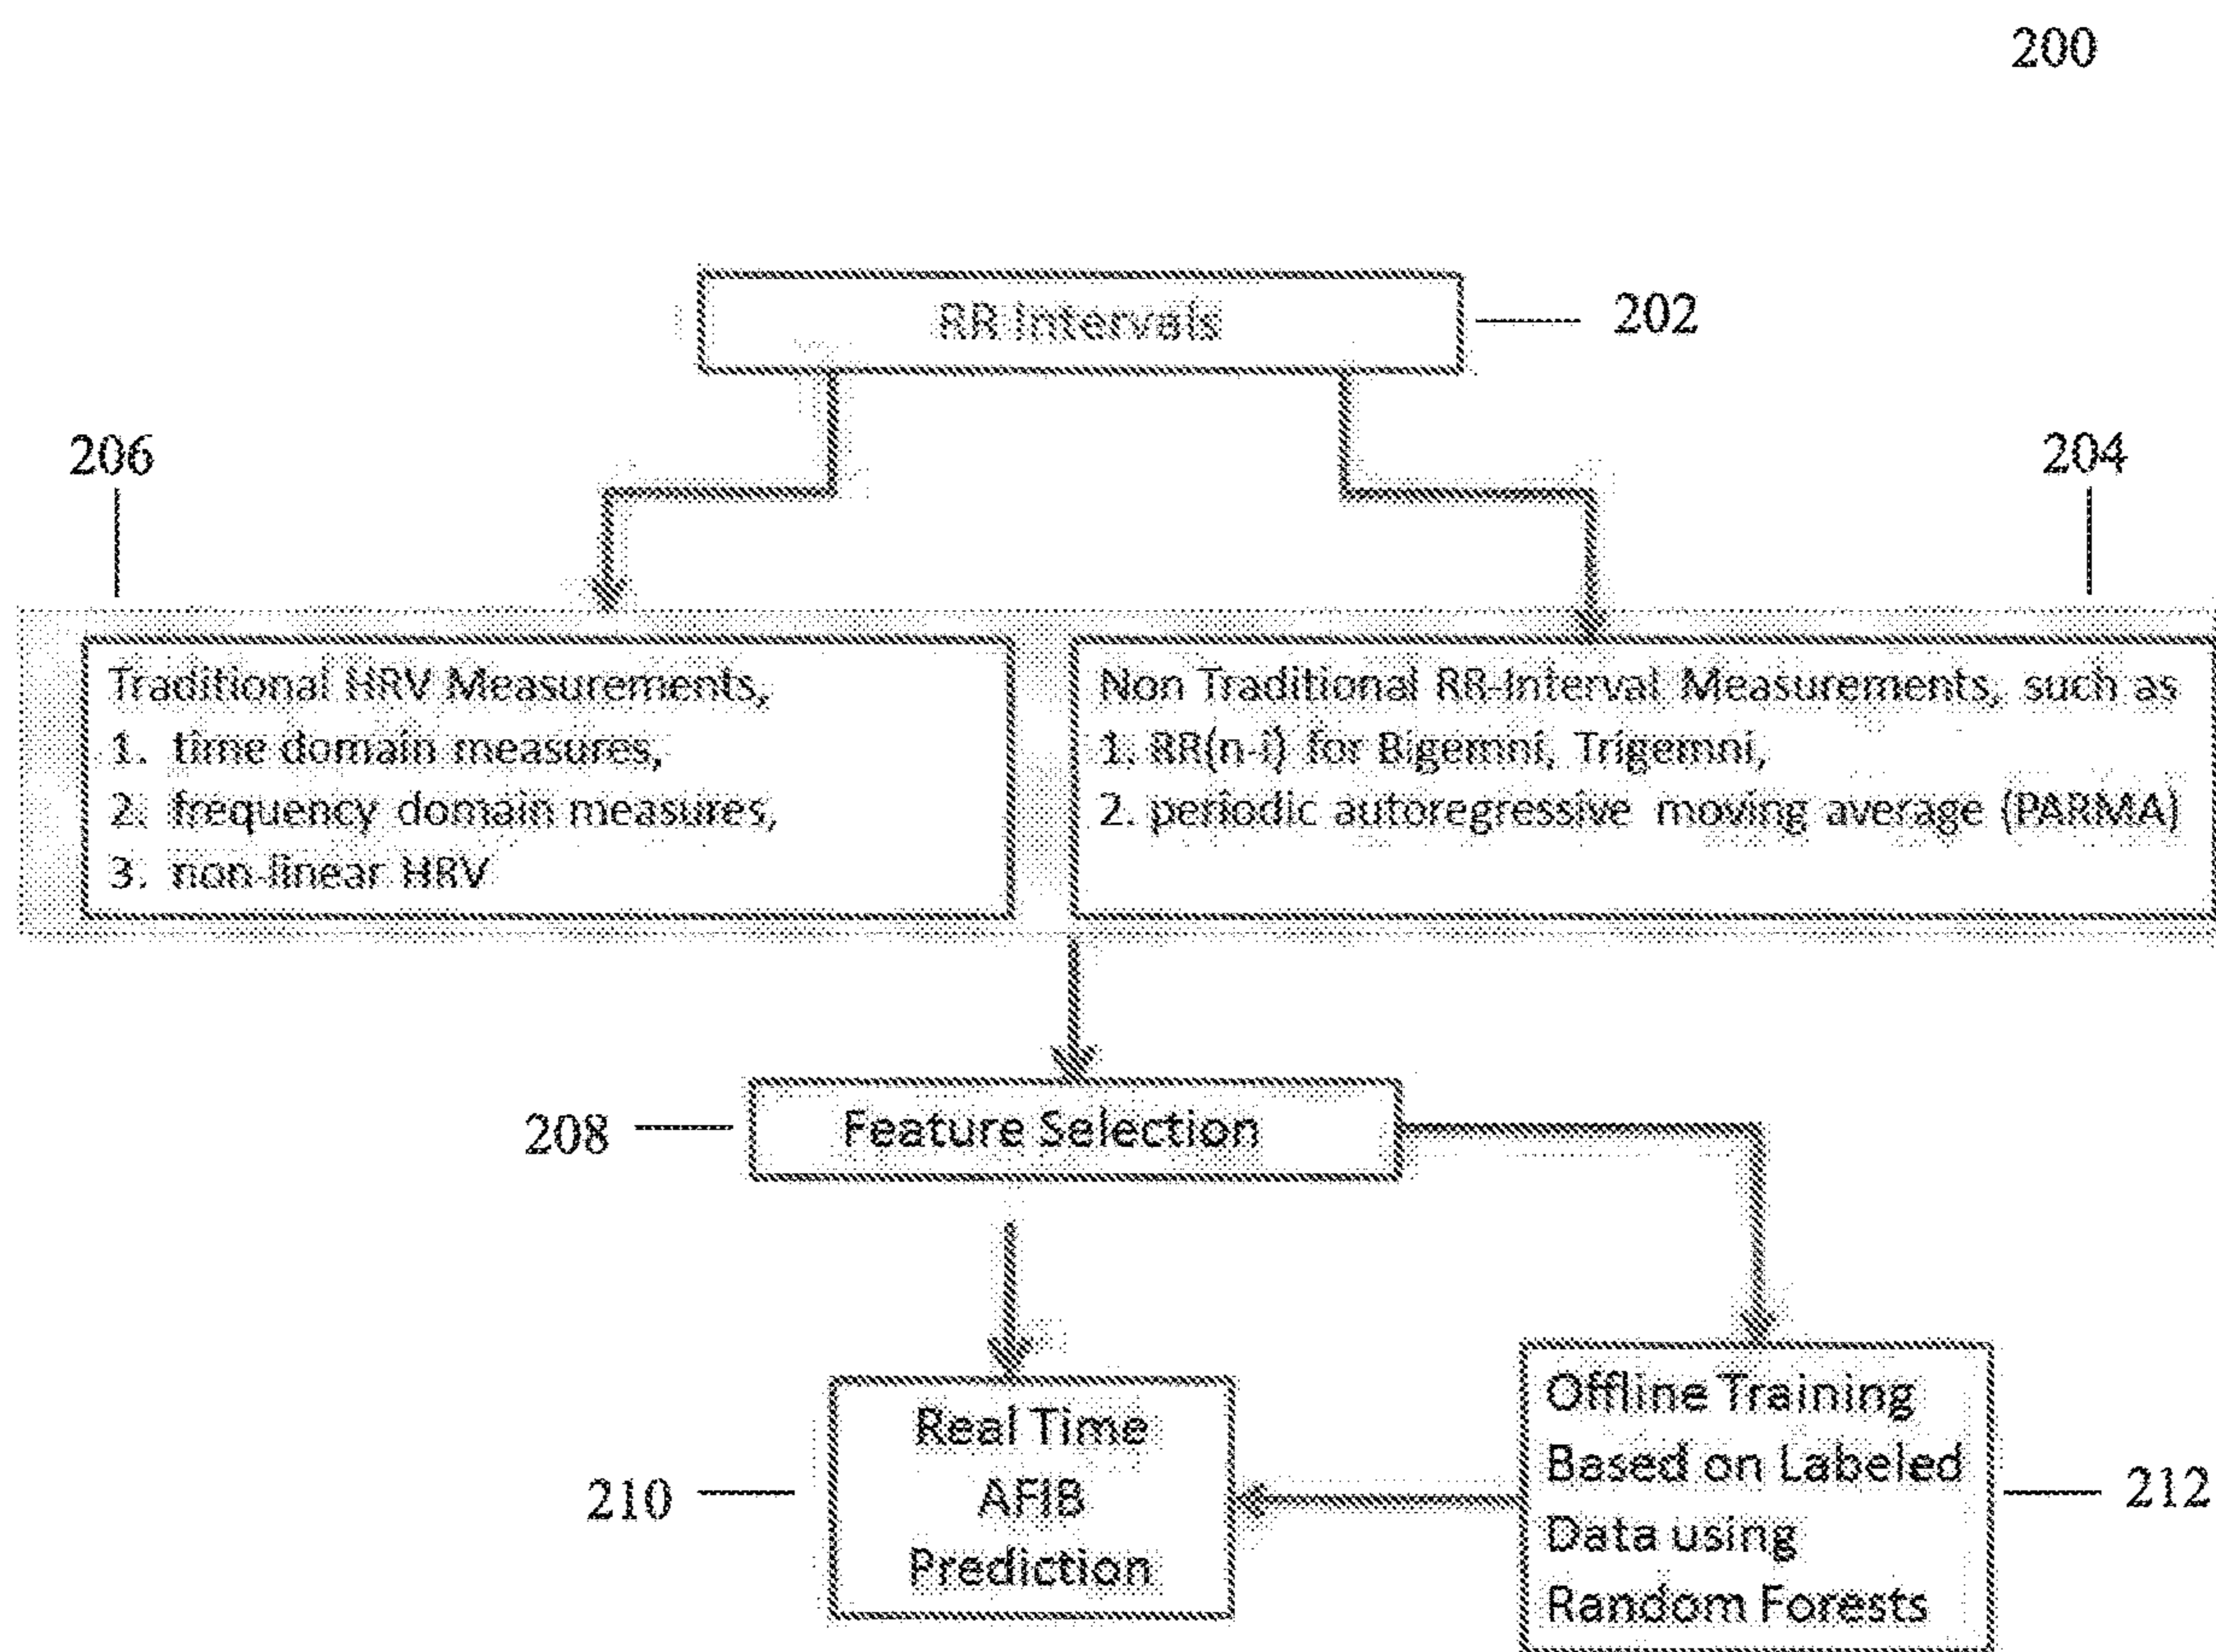 200
RR Intervals
202
206
204
Traditional HRV Measurements,
1. time domain measures,
2. frequency domain measures,
3. non-linear HRV
Non Traditional RR-Interval Measurements, such as
1. RR(n-i) for Bigemni, Trigemni,
2. periodic autoregressive moving average (PARMA)
208
Feature Selection
210
Real Time
AFIB
Prediction
Offline Training
Based on Labeled
Data using
Random Forests
212